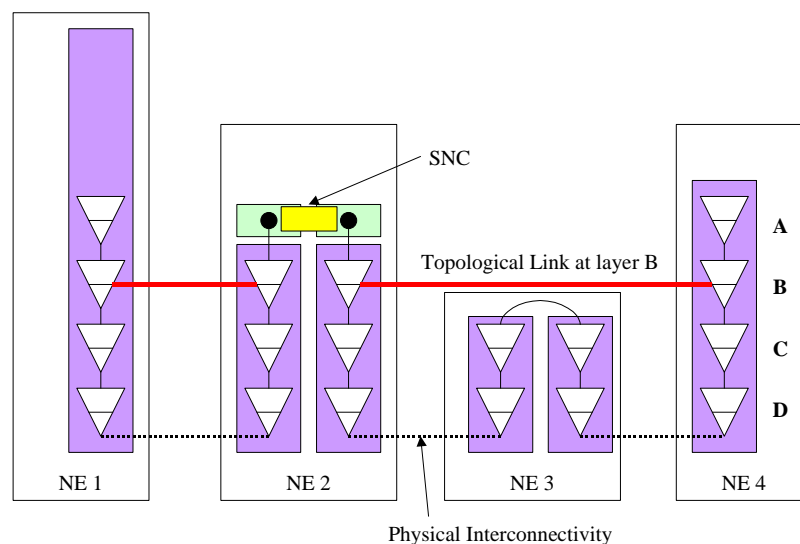 SNC
A
Topological Link at layer B
B
C
D
NE 1
NE 2
NE 3
NE 4
Physical Interconnectivity